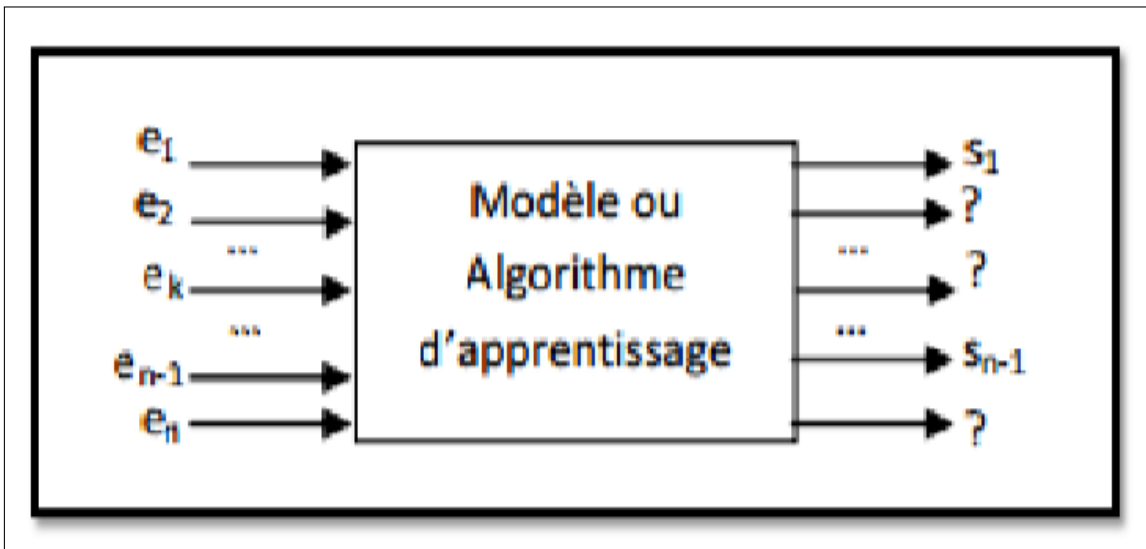 e1
e2
...
ek
...
en-1
en
Modèle ou
Algorithme
d'apprentissage
s1
?
...
?
...
sn-1
?